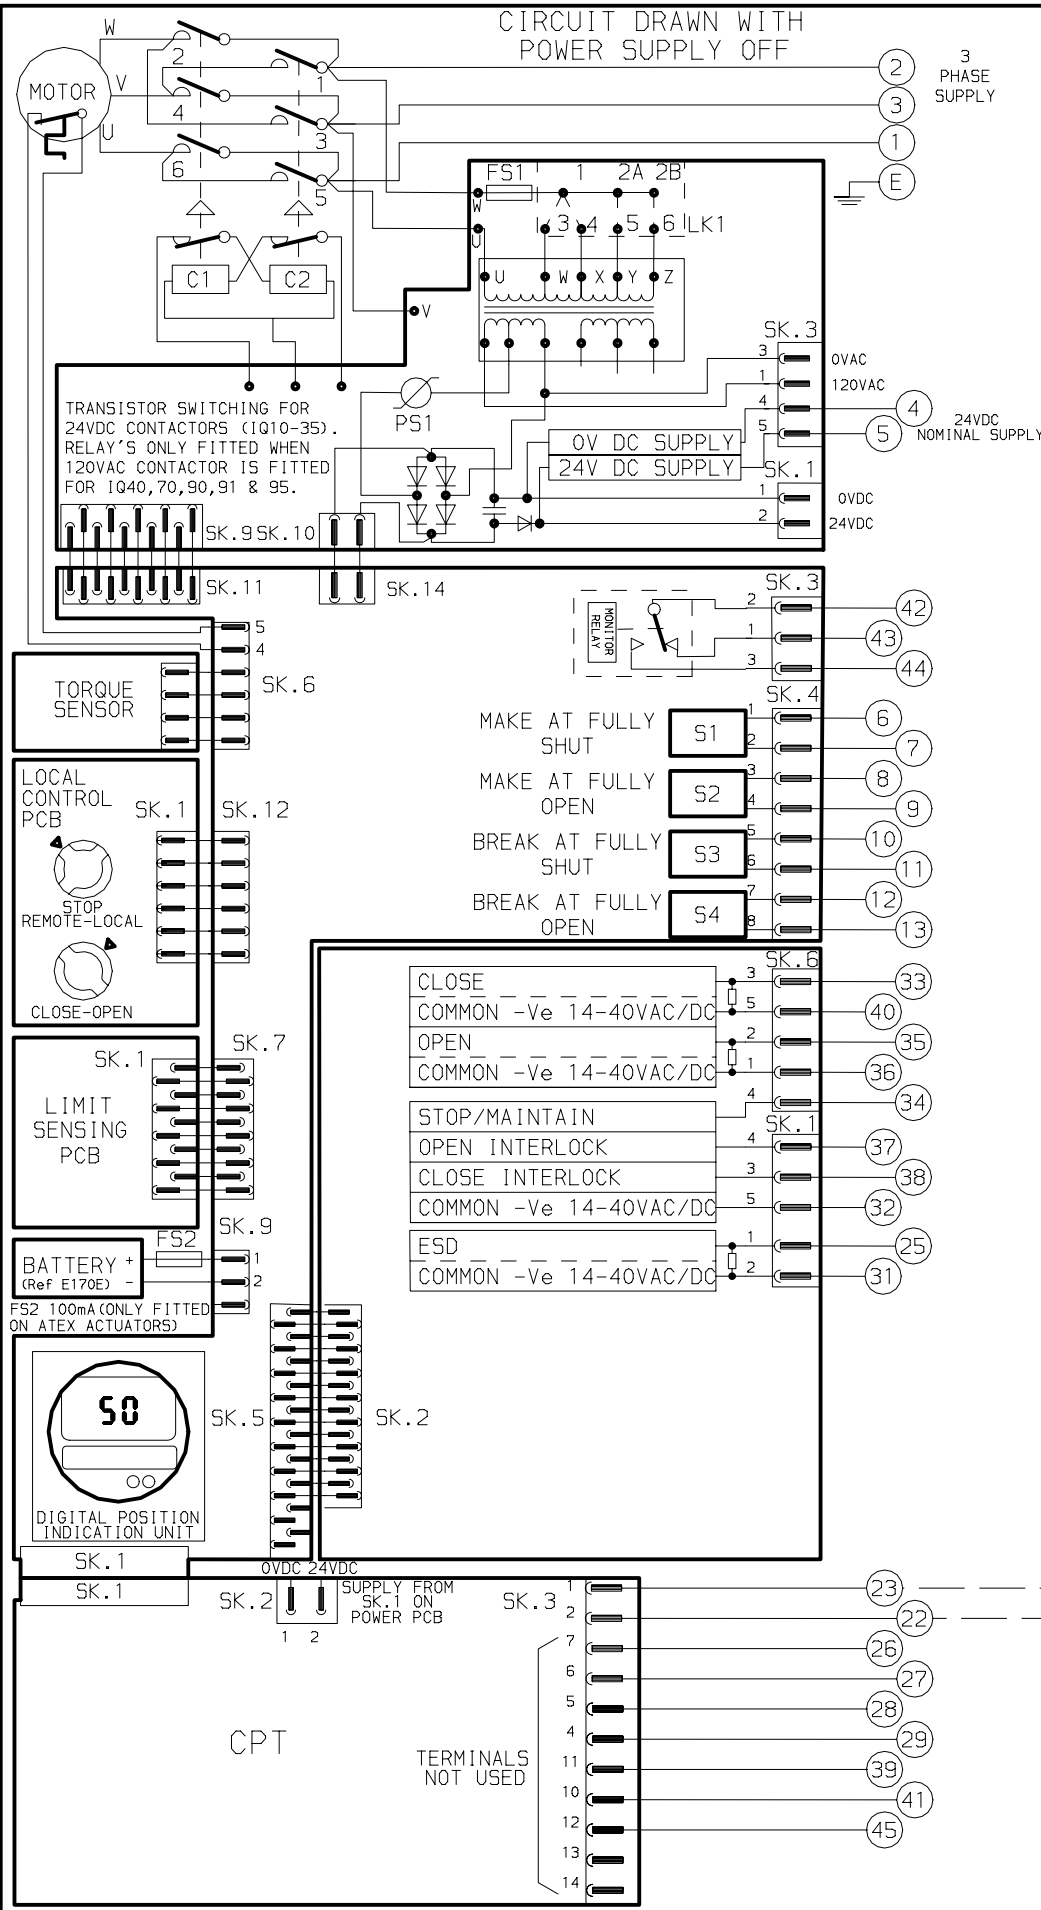 CIRCUIT DRAWN WITH
POWER SUPPLY OFF
W
V
U
MOTOR
2
4
6
1
3
5
2
3
1
E
3
PHASE
SUPPLY
C1
C2
FS1
1
2A
2B
3
4
5
6
LK1
W
U
V
U
W
X
Y
Z
PS1
SK.3
3
0VAC
1
120VAC
4
4
5
5
24VDC
NOMINAL SUPPLY
0V DC SUPPLY
24V DC SUPPLY
SK.1
1
0VDC
2
24VDC
TRANSISTOR SWITCHING FOR
24VDC CONTACTORS (IQ10-35).
RELAY'S ONLY FITTED WHEN
120VAC CONTACTOR IS FITTED
FOR IQ40,70,90,91 & 95.
SK.9
SK.10
SK.11
SK.14
5
4
SK.6
TORQUE
SENSOR
MONITOR
RELAY
SK.3
2
42
1
43
3
44
SK.4
MAKE AT FULLY
SHUT
S1
1
6
2
7
MAKE AT FULLY
OPEN
S2
3
8
4
9
BREAK AT FULLY
SHUT
S3
5
10
6
11
BREAK AT FULLY
OPEN
S4
7
12
8
13
LOCAL
CONTROL
PCB
SK.1
SK.12
STOP
REMOTE-LOCAL
CLOSE-OPEN
SK.6
CLOSE
3
33
COMMON -Ve 14-40VAC/DC
5
40
OPEN
2
35
COMMON -Ve 14-40VAC/DC
1
36
4
34
STOP/MAINTAIN
SK.1
OPEN INTERLOCK
4
37
CLOSE INTERLOCK
3
38
COMMON -Ve 14-40VAC/DC
5
32
ESD
1
25
COMMON -Ve 14-40VAC/DC
2
31
SK.1
SK.7
LIMIT
SENSING
PCB
SK.9
FS2
BATTERY +
(Ref E170E) -
1
2
FS2 100mA(ONLY FITTED
ON ATEX ACTUATORS)
50
SK.5
SK.2
DIGITAL POSITION
INDICATION UNIT
SK.1
SK.1
0VDC 24VDC
SK.2
1 2
SUPPLY FROM
SK.1 ON
POWER PCB
SK.3
1
23
2
22
7
26
6
27
5
28
4
29
11
39
10
41
12
45
13
14
CPT
TERMINALS
NOT USED